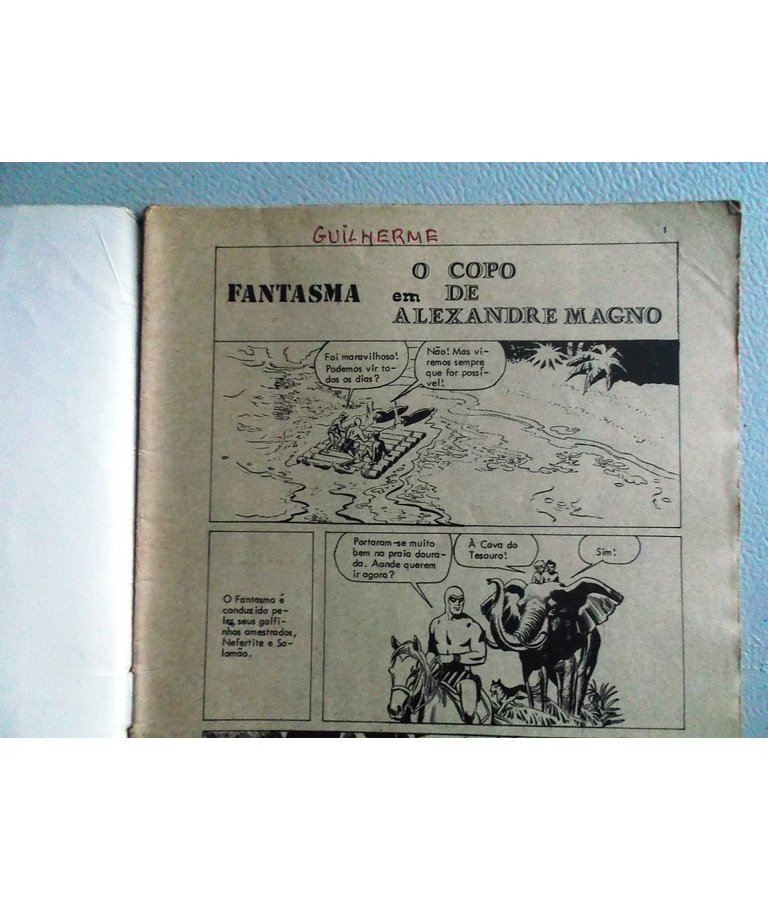 GUILHERME
1
FANTASMA
em
O COPO
DE
ALEXANDRE MAGNO
Foi maravilhoso!
Podemos vir to-
dos os dias?
Não! Mas vi-
remos sempre
que for possí-
vel!
O Fantasma é
conduzido pe-
los seus golfi-
nhos amestrados,
Nefertite e Sa-
lomão.
Portaram-se muito
bem na praia doura-
da. Aonde querem
ir agora?
À Cova do
Tesouro!
Sim!